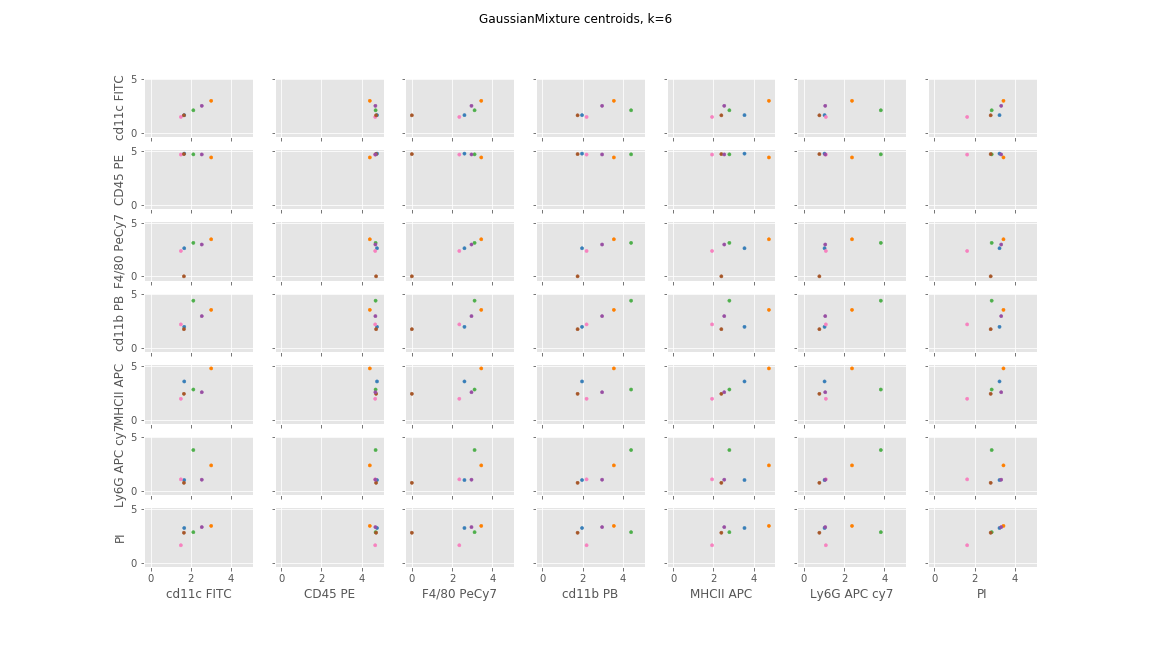 GaussianMixture centroids, k=6
cd11c FITC
5
0
CD45 PE
5
0
F4/80 PeCy7
5
0
cd11b PB
5
0
MHCII APC
5
0
Ly6G APC cy7
5
0
PI
5
0
0 2 4 0 2 4 0 2 4 0 2 4 0 2 4 0 2 4 0 2 4
cd11c FITC CD45 PE F4/80 PeCy7 cd11b PB MHCII APC Ly6G APC cy7 PI